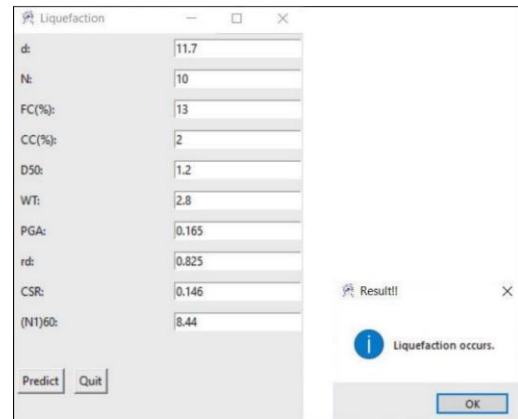 Liquefaction
d: 11.7
N: 10
FC(%): 13
CC(%): 2
D50: 1.2
WT: 2.8
PGA: 0.165
rd: 0.825
CSR: 0.146
(N1)60: 8.44
Predict Quit
Result!!
Liquefaction occurs.
OK